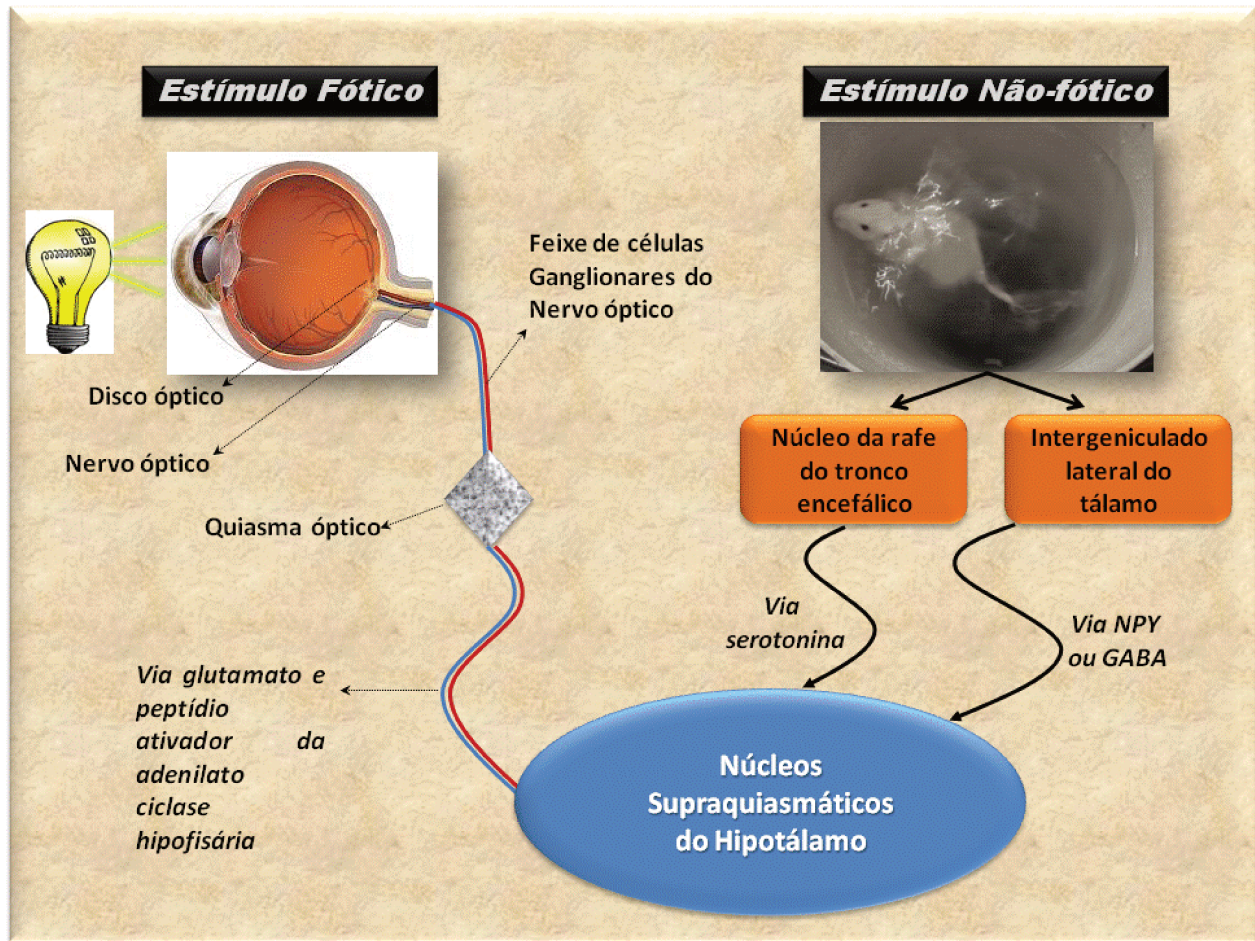 Estímulo Fótico
Estímulo Não-fótico
Feixe de células
Ganglionares do
Nervo óptico
Disco óptico
Nervo óptico
Quiasma óptico
Núcleo da rafe
do tronco
encefálico
Intergeniculado
lateral do
tálamo
Via
serotonina
Via NPY
ou GABA
Via glutamato e
peptídio
ativador da
adenilato
ciclase
hipofisária
Núcleos
Supraquiasmáticos
do Hipotálamo